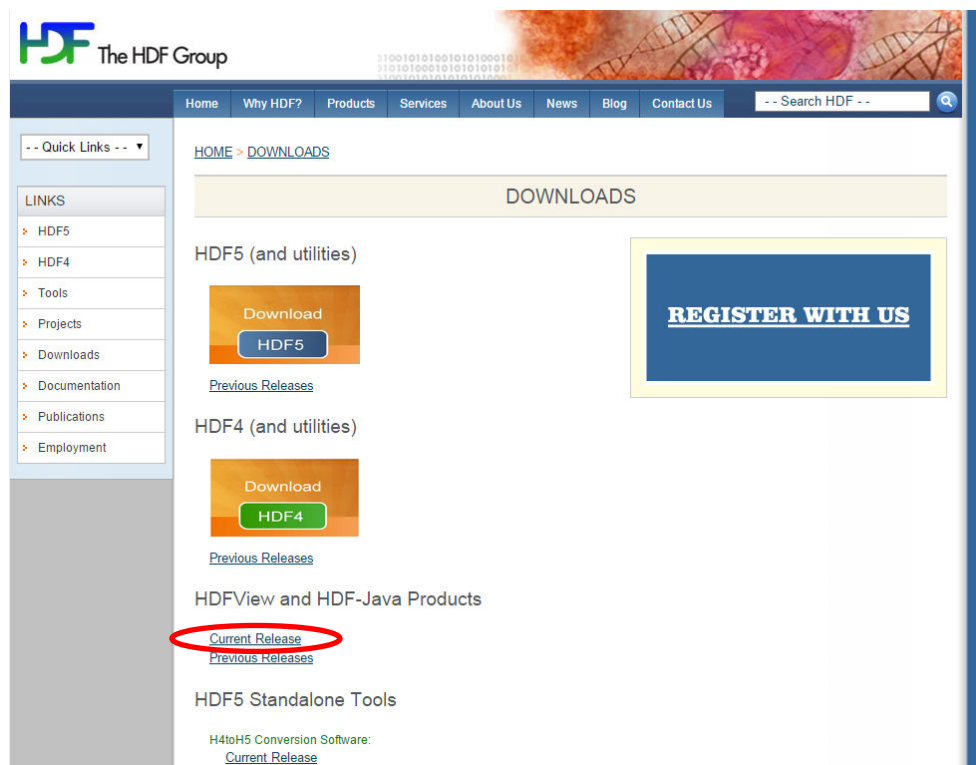 HDF The HDF Group
Home Why HDF? Products Services About Us News Blog Contact Us - - Search HDF - -
- - Quick Links - -
HOME > DOWNLOADS
LINKS
HDF5
HDF4
Tools
Projects
Downloads
Documentation
Publications
Employment
DOWNLOADS
HDF5 (and utilities)
Download
HDF5
Previous Releases
REGISTER WITH US
HDF4 (and utilities)
Download
HDF4
Previous Releases
HDFView and HDF-Java Products
Current Release
Previous Releases
HDF5 Standalone Tools
H4toH5 Conversion Software:
Current Release